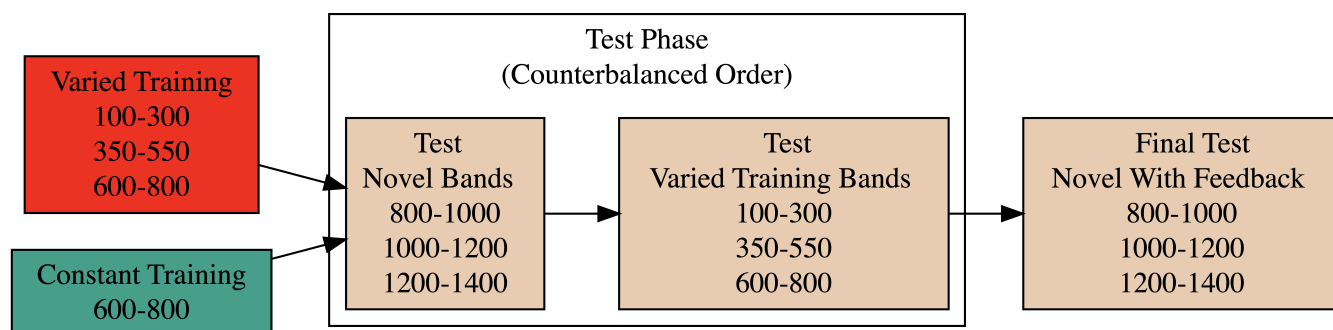 Varied Training
100-300
350-550
600-800
Constant Training
600-800
Test Phase
(Counterbalanced Order)
Test
Novel Bands
800-1000
1000-1200
1200-1400
Test
Varied Training Bands
100-300
350-550
600-800
Final Test
Novel With Feedback
800-1000
1000-1200
1200-1400